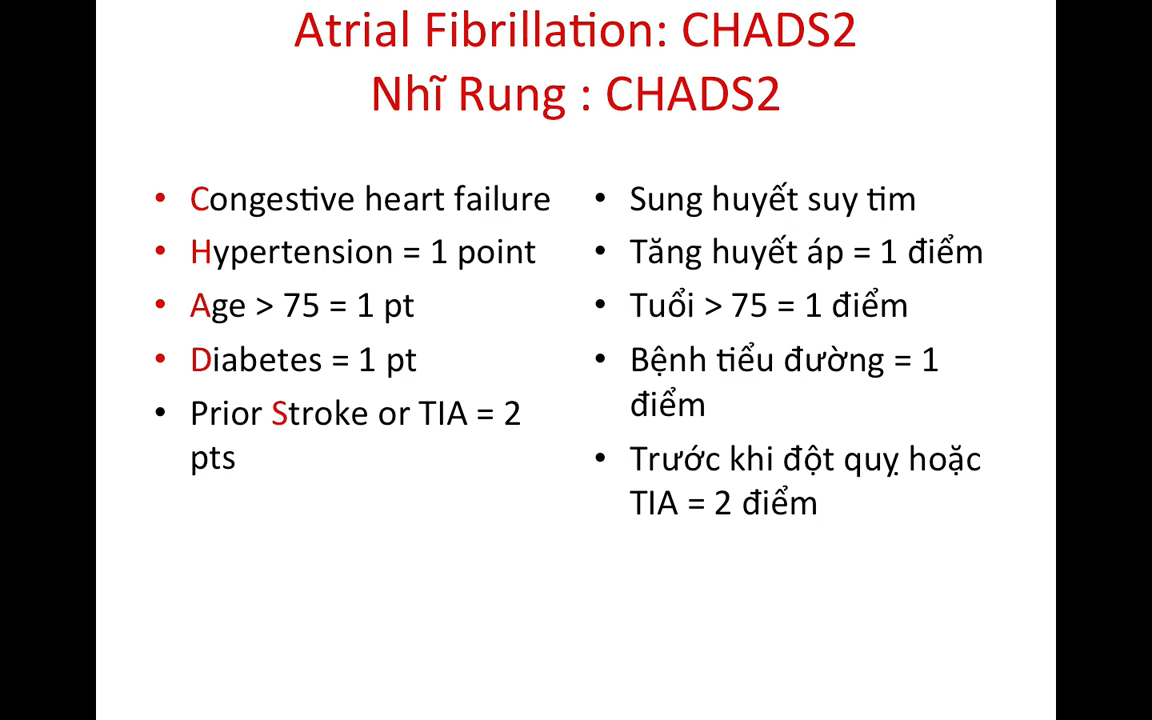 Atrial Fibrillation: CHADS2
Nhĩ Rung : CHADS2
• Congestive heart failure
• Hypertension = 1 point
• Age > 75 = 1 pt
• Diabetes = 1 pt
• Prior Stroke or TIA = 2
pts
• Sung huyết suy tim
• Tăng huyết áp = 1 điểm
• Tuổi > 75 = 1 điểm
• Bệnh tiểu đường = 1
điểm
• Trước khi đột quỵ hoặc
TIA = 2 điểm